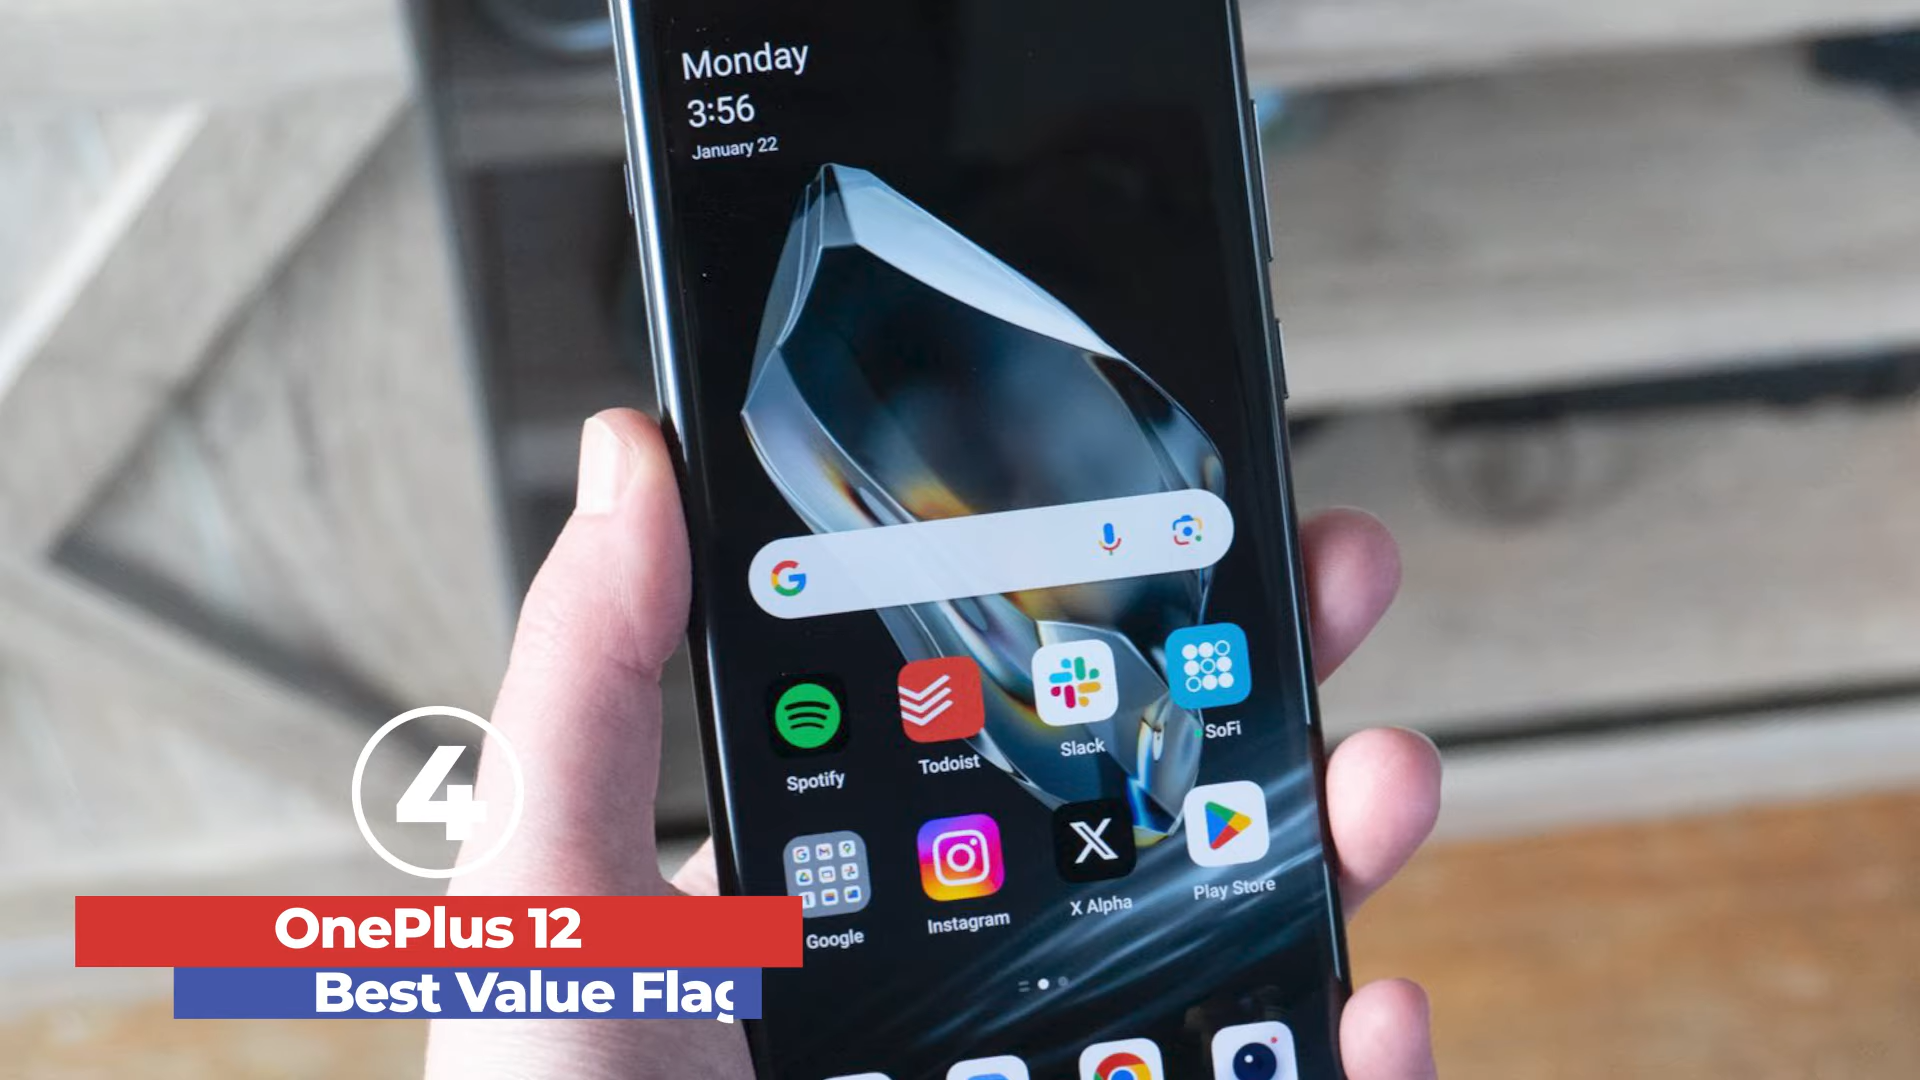 Monday
3:56
January 22
Spotify
Todoist
Slack
SoFi
Google
Instagram
X Alpha
Play Store
4
OnePlus 12
Best Value Flag